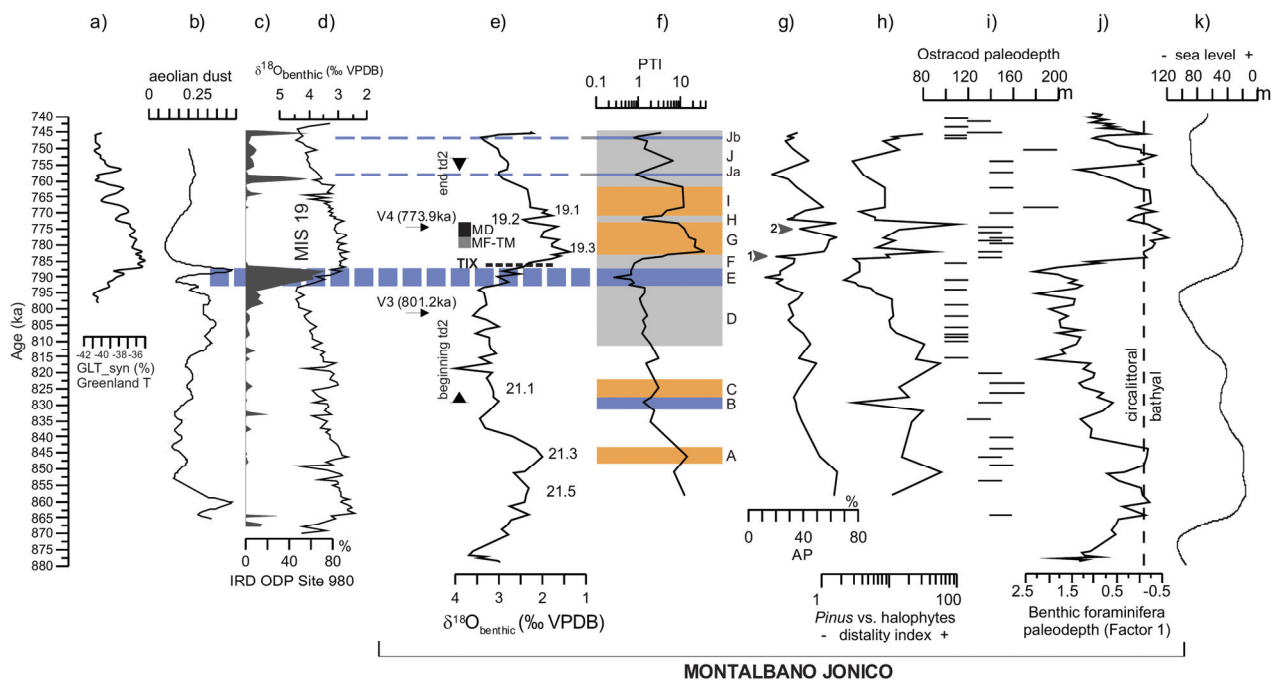 a)
b)
c)
d)
e)
f)
g)
h)
i)
j)
k)
aeolian dust
0 0.25
δ18Obenthic (‰ VPDB)
5 4 3 2
PTI
0.1 1 10
Ostracod paleodepth
80 120 160 200
m
- sea level +
120 80 40 0
m
Age (ka)
740
745
750
755
760
765
770
775
780
785
790
795
800
805
810
815
820
825
830
835
840
845
850
855
860
865
870
875
880
-42 -40 -38 -36
GLT_syn (%)
Greenland T
MIS 19
0 40 80
%
IRD ODP Site 980
end td2
V4 (773.9ka)
MD
MF-TM
TIX
V3 (801.2ka)
beginning td2
19.1
19.2
19.3
21.1
21.3
21.5
4 3 2 1
δ18Obenthic (‰ VPDB)
Jb
J
Ja
I
H
G
F
E
D
C
B
A
2
1
%
0 40 80
AP
1 100
Pinus vs. halophytes
- distality index +
circalittoral
bathyal
2.5 1.5 0.5 -0.5
Benthic foraminifera
paleodepth (Factor 1)
MONTALBANO JONICO